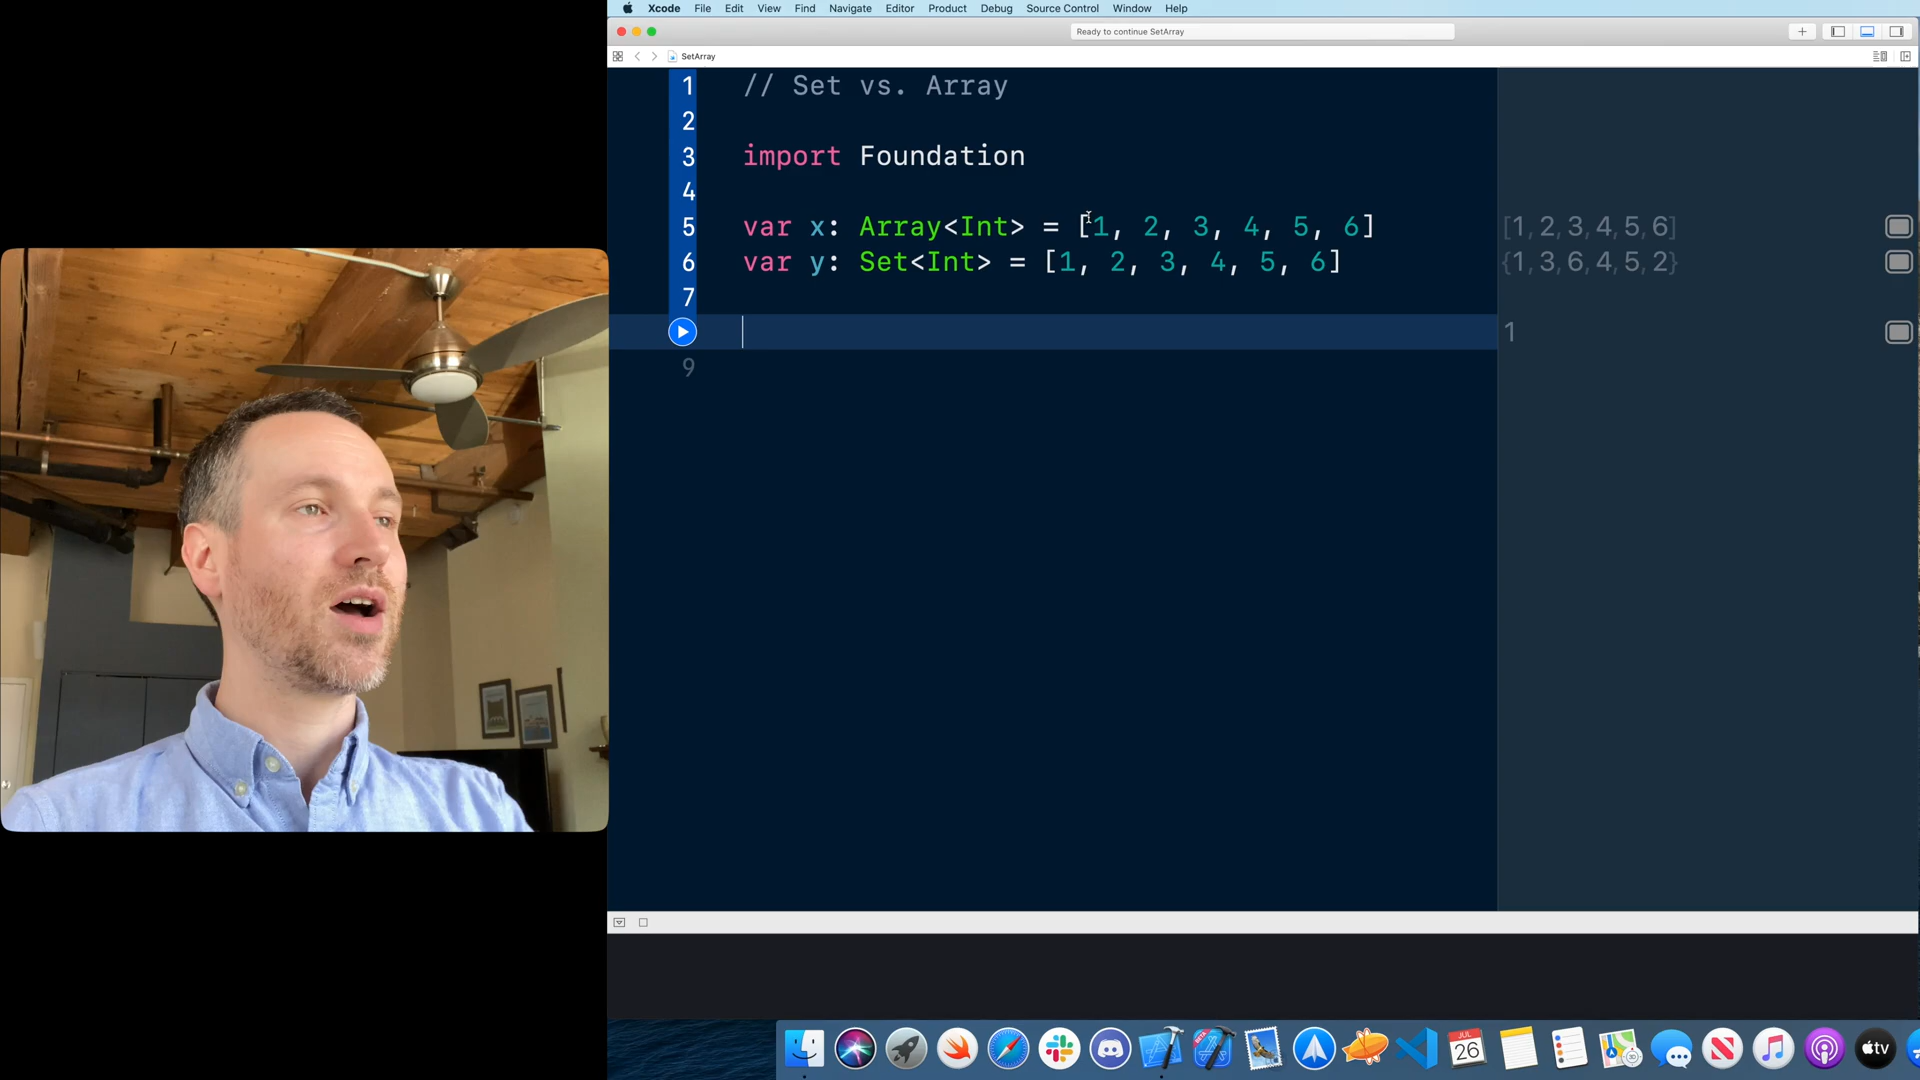 Xcode File Edit View Find Navigate Editor Product Debug Source Control Window Help
Ready to continue SetArray
SetArray
1 // Set vs. Array
2
3 import Foundation
4
5 var x: Array<Int> = [1, 2, 3, 4, 5, 6] [1, 2, 3, 4, 5, 6]
6 var y: Set<Int> = [1, 2, 3, 4, 5, 6] {1, 3, 6, 4, 5, 2}
7
1
9
JUL
26
tv